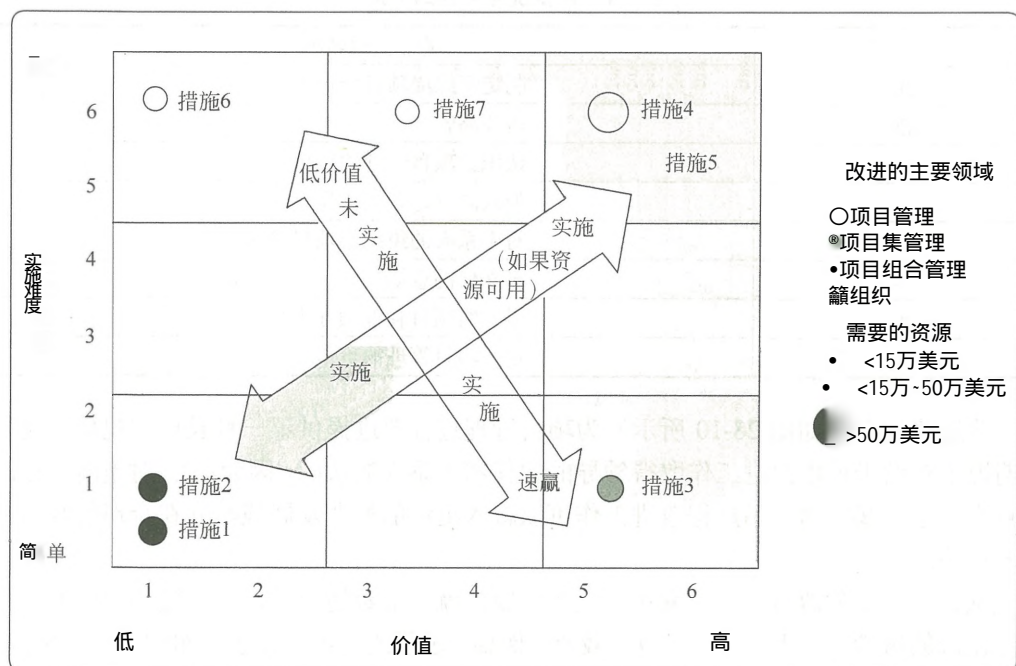 6
措施6
措施7
措施4
措施5
5
低价值
未
实
施
实施
（如果资
源可用）
4
实施难度
3
实施
实
施
2
1
措施2
措施1
速赢
措施3
简单
1
2
3
4
5
6
低
价值
高
改进的主要领域
○项目管理
®项目集管理
•项目组合管理
籲组织
需要的资源
• <15万美元
• <15万~50万美元
>50万美元